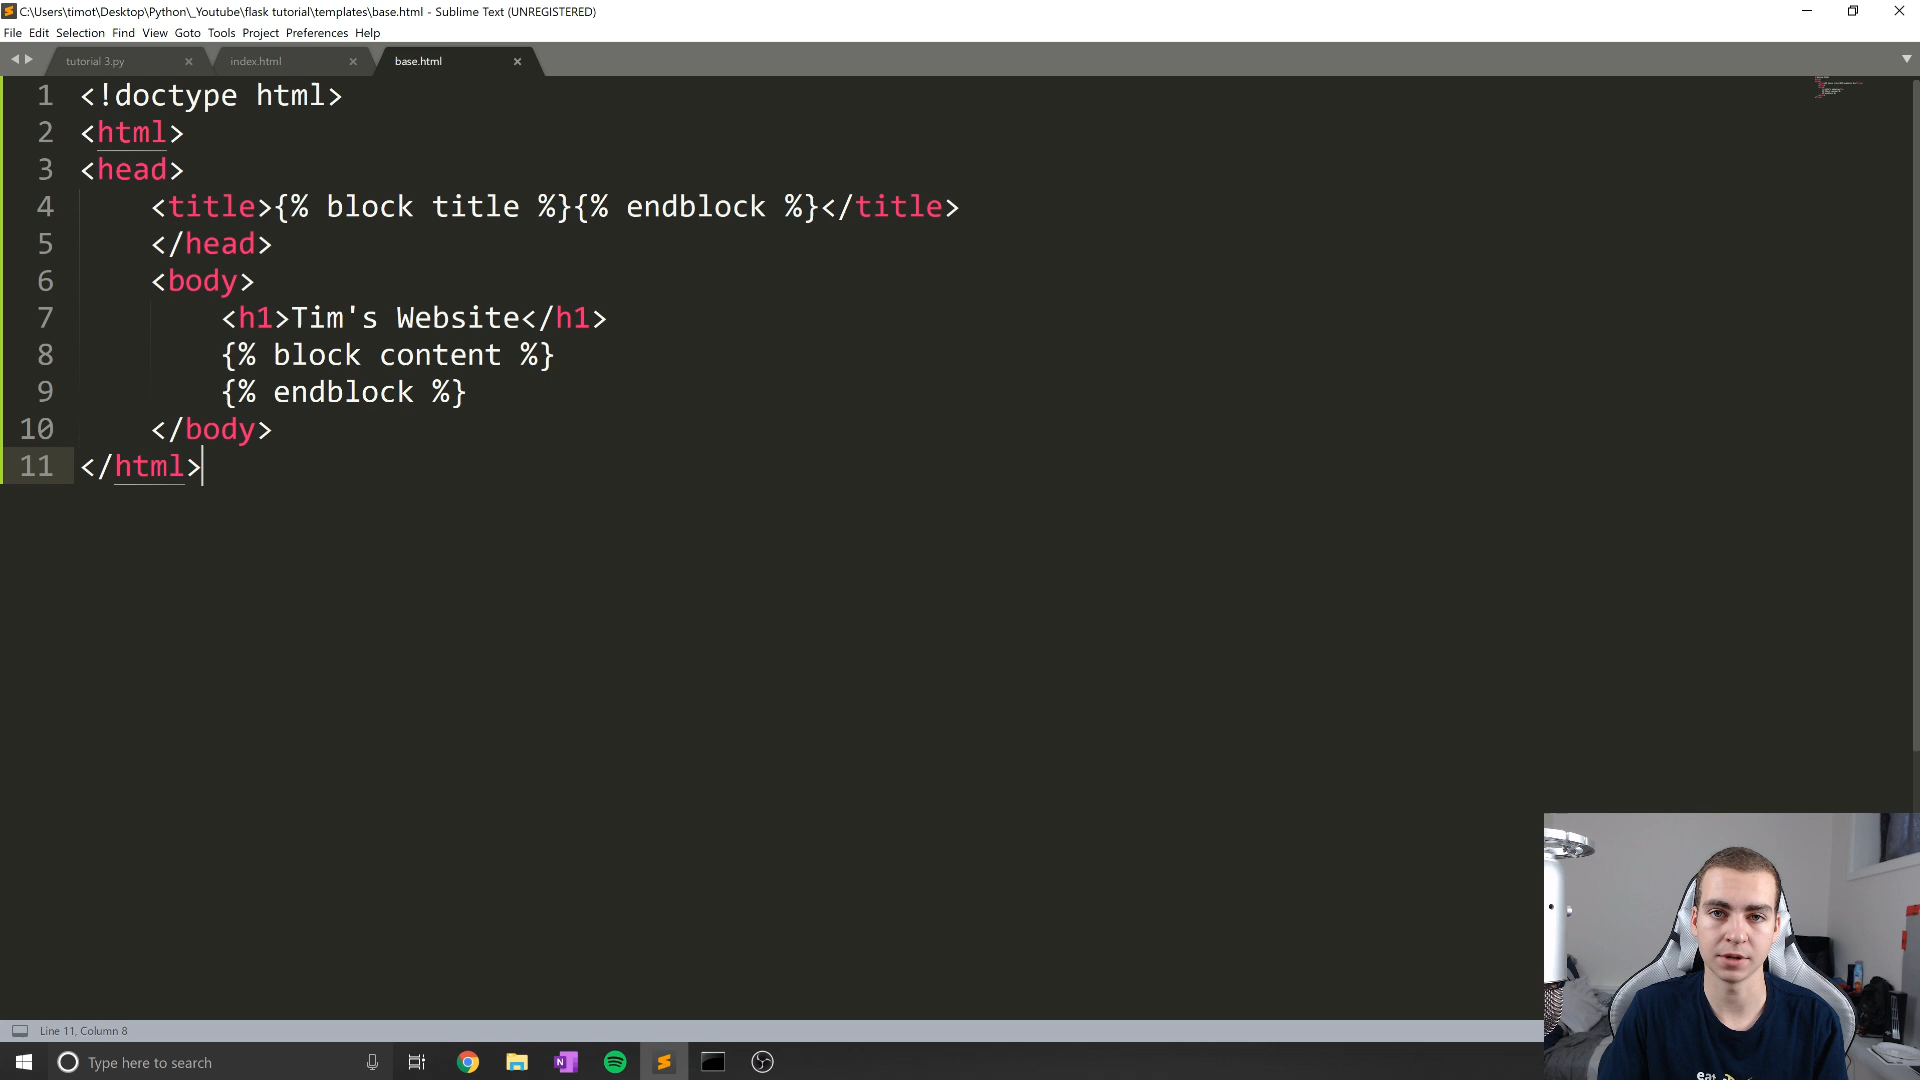 C:\Users\timot\Desktop\Python\_Youtube\flask tutorial\templates\base.html - Sublime Text (UNREGISTERED)
File Edit Selection Find View Goto Tools Project Preferences Help
tutorial 3.py index.html base.html
1 <!doctype html>
2 <html>
3 <head>
4 <title>{% block title %}{% endblock %}</title>
5 </head>
6 <body>
7 <h1>Tim's Website</h1>
8 {% block content %}
9 {% endblock %}
10 </body>
11 </html>
Line 11, Column 8
Type here to search
eat